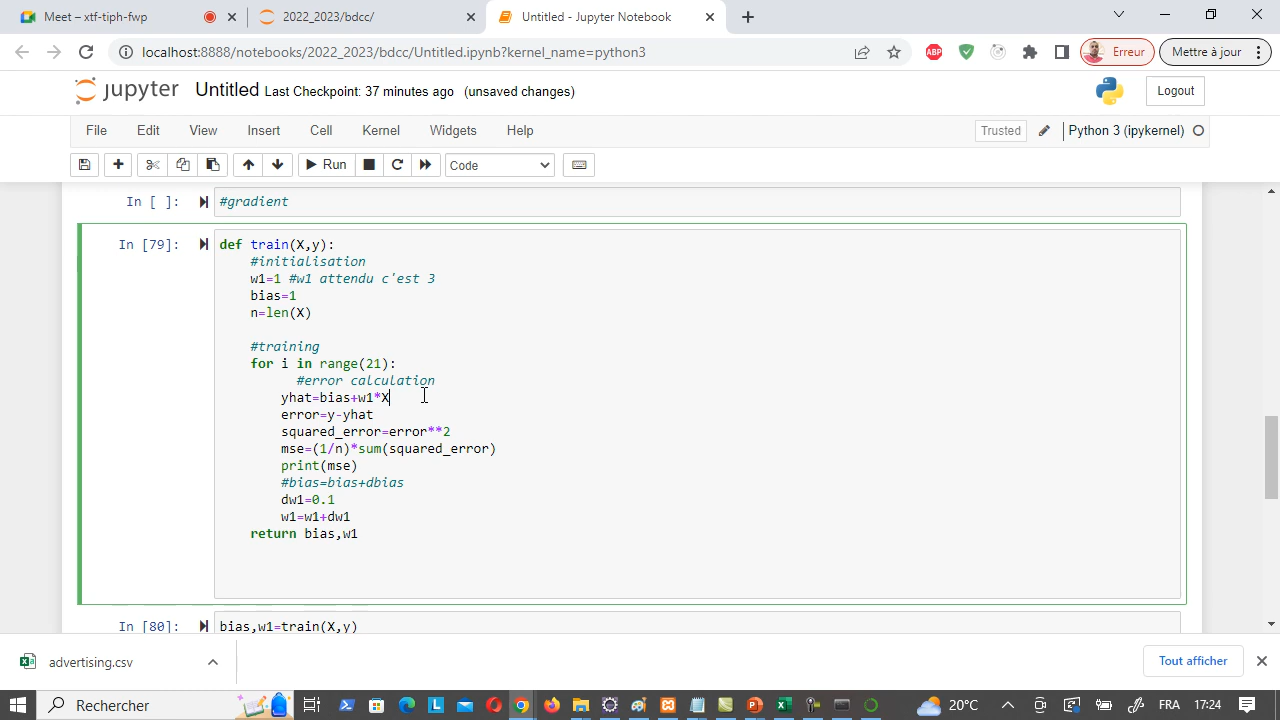 Meet – xtf-tiph-fwp
2022_2023/bdcc/
Untitled - Jupyter Notebook
localhost:8888/notebooks/2022_2023/bdcc/Untitled.ipynb?kernel_name=python3
ABP
Erreur
Mettre à jour
jupyter Untitled Last Checkpoint: 37 minutes ago (unsaved changes)
Logout
File Edit View Insert Cell Kernel Widgets Help
Trusted
Python 3 (ipykernel)
Run
Code
In [ ]: #gradient
In [79]: def train(X,y):
#initialisation
w1=1 #w1 attendu c'est 3
bias=1
n=len(X)
#training
for i in range(21):
#error calculation
yhat=bias+w1*X
error=y-yhat
squared_error=error**2
mse=(1/n)*sum(squared_error)
print(mse)
#bias=bias+dbias
dw1=0.1
w1=w1+dw1
return bias,w1
In [80]: bias,w1=train(X,y)
advertising.csv
Tout afficher
Rechercher
L
20°C
FRA
17:24